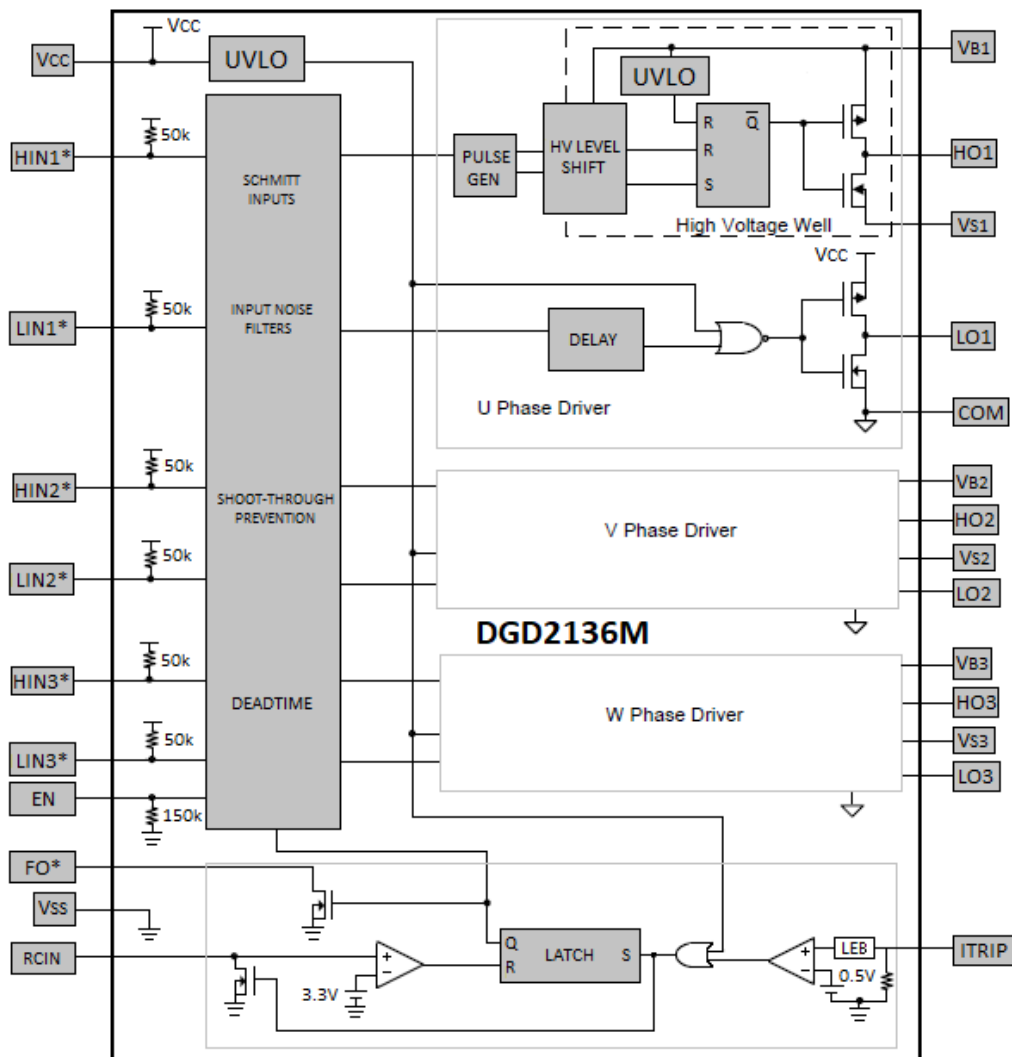 VCC
VCC
UVLO
VB1
UVLO
50k
HIN1*
PULSE
GEN
HV LEVEL
SHIFT
R
Q̅
R
S
HO1
SCHMITT
INPUTS
High Voltage Well
VS1
VCC
50k
LIN1*
INPUT NOISE
FILTERS
DELAY
LO1
U Phase Driver
COM
50k
HIN2*
SHOOT-THROUGH
PREVENTION
V Phase Driver
VB2
HO2
VS2
LO2
50k
LIN2*
DGD2136M
50k
HIN3*
DEADTIME
W Phase Driver
VB3
HO3
VS3
LO3
50k
LIN3*
EN
150k
FO*
VSS
RCIN
+
−
3.3V
Q
R
LATCH
S
+
−
LEB
0.5V
ITRIP